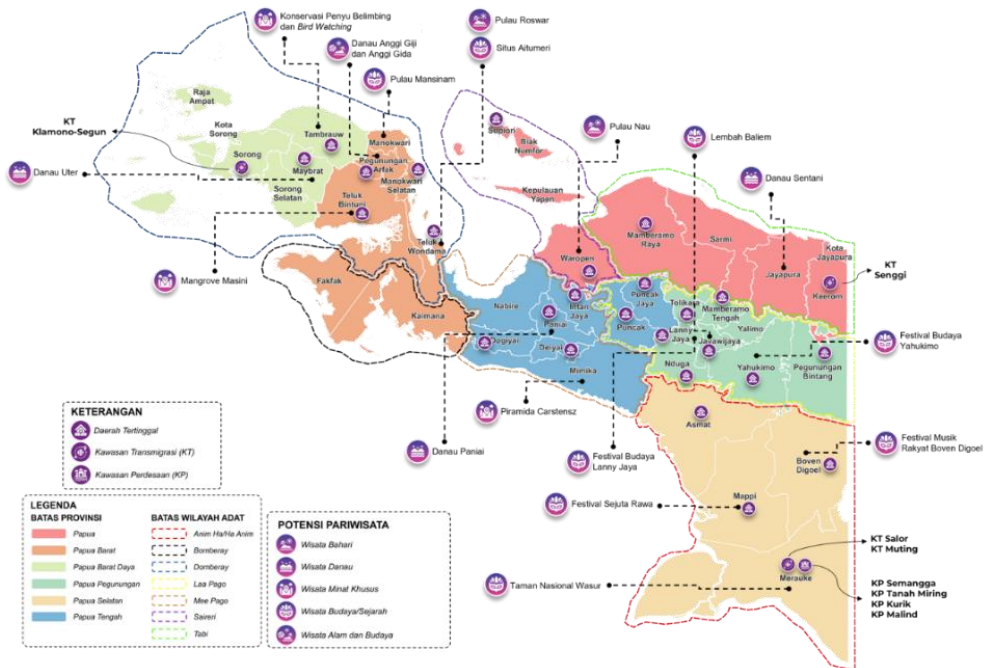 Konservasi Penyu Belimbing
dan Bird Watching
Danau Anggi Giji
dan Anggi Gida
Pulau Mansinam
Pulau Roswar
Situs Aitumeri
Pulau Nau
Lembah Baliem
Danau Sentani
KT
Klamono-Segun
Danau Uter
Mangrove Masini
Raja
Ampat
Kota
Sorong
Sorong
Tambrauw
Maybrat
Sorong
Selatan
Manokwari
Pegunungan
Arfak
Manokwari
Selatan
Teluk
Bintuni
Teluk
Wondama
Fakfak
Kaimana
Supiori
Biak
Numfor
Kepulauan
Yapen
Waropen
Mamberamo
Raya
Sarmi
Jayapura
Kota
Jayapura
Keerom
KT
Senggi
Nabire
Intan
Jaya
Paniai
Dogiyai
Deiyai
Mimika
Puncak
Jaya
Puncak
Tolikara
Mamberamo
Tengah
Lanny
Jaya
Jayawijaya
Yalimo
Nduga
Yahukimo
Pegunungan
Bintang
Festival Budaya
Yahukimo
Piramida Carstensz
Danau Paniai
Festival Budaya
Lanny Jaya
Asmat
Boven
Digoel
Festival Musik
Rakyat Boven Digoel
Festival Sejuta Rawa
Mappi
Taman Nasional Wasur
Merauke
KT Salor
KT Muting
KP Semangga
KP Tanah Miring
KP Kurik
KP Malind
KETERANGAN
Daerah Tertinggal
Kawasan Transmigrasi (KT)
Kawasan Perdesaan (KP)
LEGENDA
BATAS PROVINSI
Papua
Papua Barat
Papua Barat Daya
Papua Pegunungan
Papua Selatan
Papua Tengah
BATAS WILAYAH ADAT
Anim Ha/Ha Anim
Bomberay
Domberay
Laa Pago
Mee Pago
Saireri
Tabi
POTENSI PARIWISATA
Wisata Bahari
Wisata Danau
Wisata Minat Khusus
Wisata Budaya/Sejarah
Wisata Alam dan Budaya